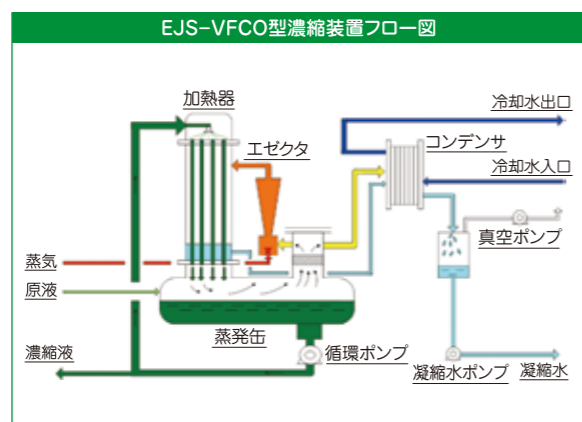 EJS-VFCO型濃縮装置フロー図
加熱器
冷却水出口
エゼクタ
コンデンサ
冷却水入口
真空ポンプ
蒸気
原液
蒸発缶
濃縮液
循環ポンプ
凝縮水ポンプ
凝縮水